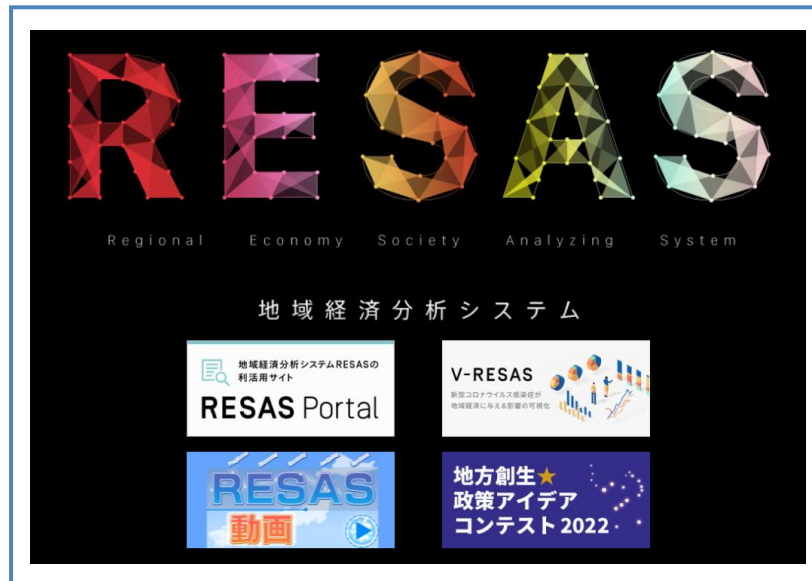 RESAS
Regional Economy Society Analyzing System
地域経済分析システム
地域経済分析システムRESASの
利活用サイト
RESAS Portal
V-RESAS
新型コロナウイルス感染症が
地域経済に与える影響の可視化
RESAS
動画
地方創生★
政策アイデア
コンテスト2022